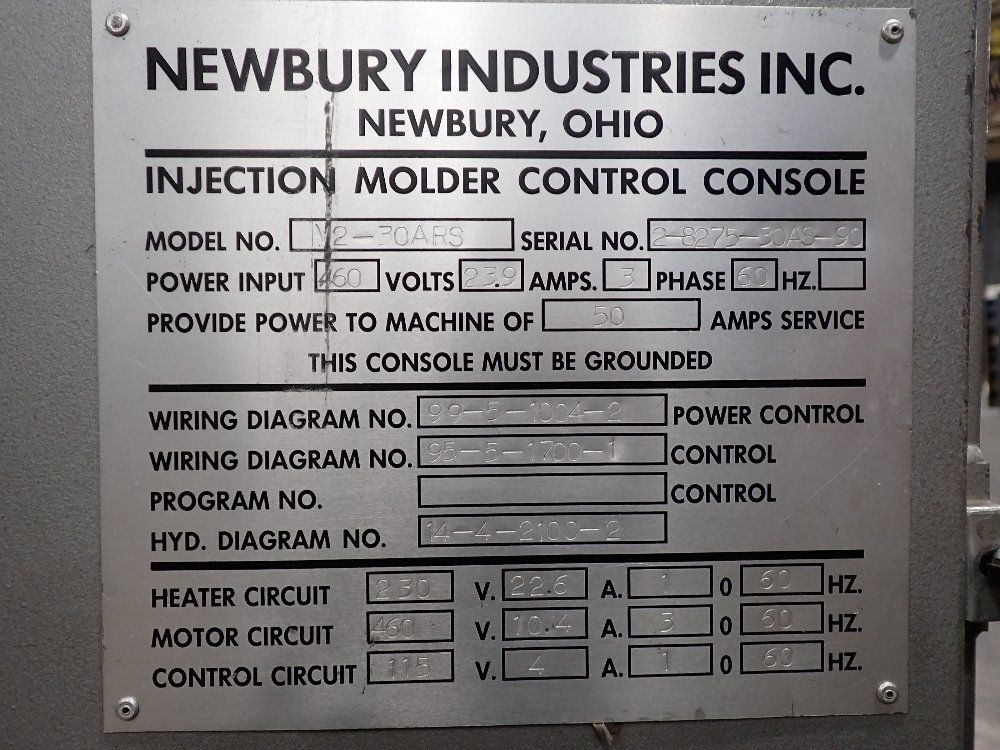 NEWBURY INDUSTRIES INC.
NEWBURY, OHIO
INJECTION MOLDER CONTROL CONSOLE
MODEL NO. V2-30ARS SERIAL NO. 2-8275-30AS-90
POWER INPUT 460 VOLTS 23.9 AMPS. 3 PHASE 60 HZ.
PROVIDE POWER TO MACHINE OF 50 AMPS SERVICE
THIS CONSOLE MUST BE GROUNDED
WIRING DIAGRAM NO. 99-5-1004-2 POWER CONTROL
WIRING DIAGRAM NO. 95-5-1700-1 CONTROL
PROGRAM NO. CONTROL
HYD. DIAGRAM NO. 14-4-2100-2
HEATER CIRCUIT 230 V. 22.6 A. 1 0 60 HZ.
MOTOR CIRCUIT 460 V. 10.4 A. 3 0 60 HZ.
CONTROL CIRCUIT 115 V. 4 A. 1 0 60 HZ.